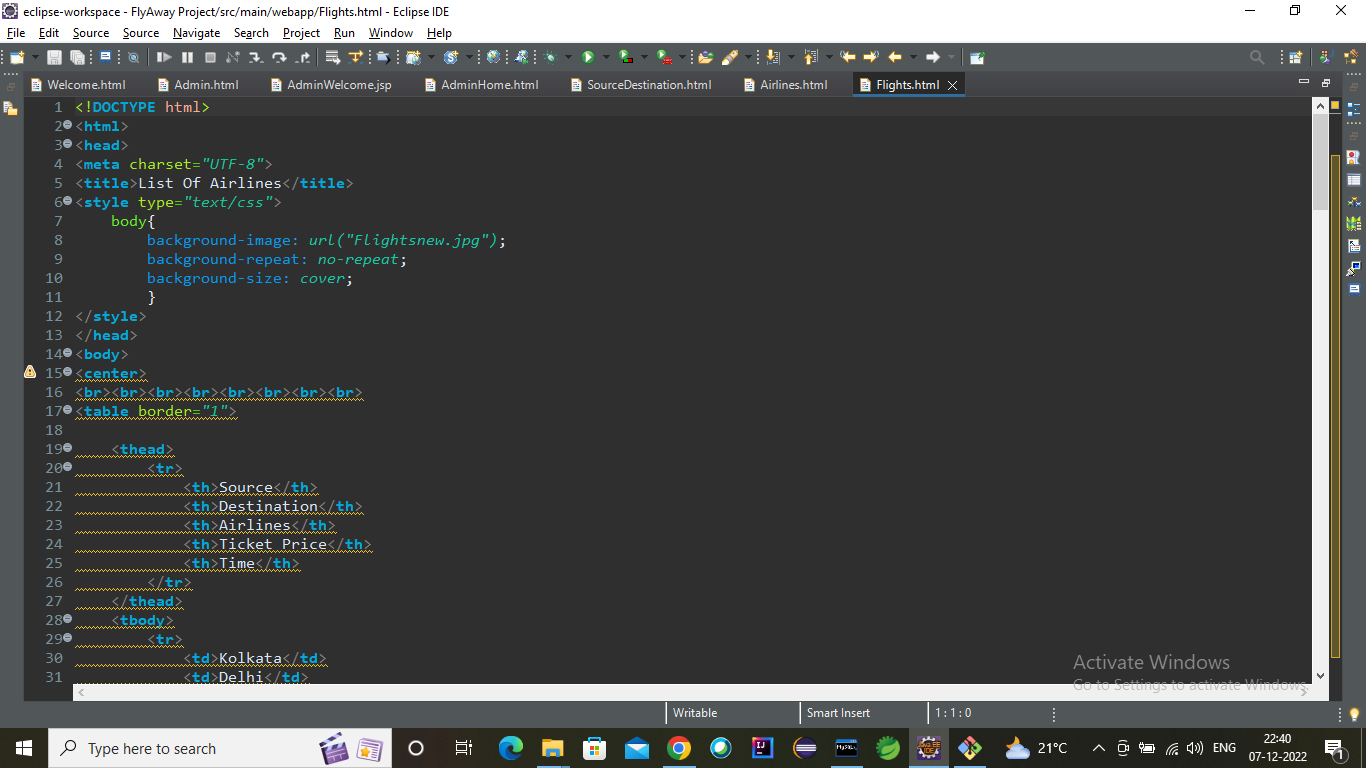 eclipse-workspace - FlyAway Project/src/main/webapp/Flights.html - Eclipse IDE
File Edit Source Source Navigate Search Project Run Window Help
Welcome.html Admin.html AdminWelcome.jsp AdminHome.html SourceDestination.html Airlines.html Flights.html
1 <!DOCTYPE html>
2 <html>
3 <head>
4 <meta charset="UTF-8">
5 <title>List Of Airlines</title>
6 <style type="text/css">
7 body{
8 background-image: url("Flightsnew.jpg");
9 background-repeat: no-repeat;
10 background-size: cover;
11 }
12 </style>
13 </head>
14 <body>
15 <center>
16 <br><br><br><br><br><br><br><br>
17 <table border="1">
18
19 <thead>
20 <tr>
21 <th>Source</th>
22 <th>Destination</th>
23 <th>Airlines</th>
24 <th>Ticket Price</th>
25 <th>Time</th>
26 </tr>
27 </thead>
28 <tbody>
29 <tr>
30 <td>Kolkata</td>
31 <td>Delhi</td>
Activate Windows
Go to Settings to activate Windows.
Writable Smart Insert 1 : 1 : 0
Type here to search
21°C ENG 22:40
07-12-2022
1